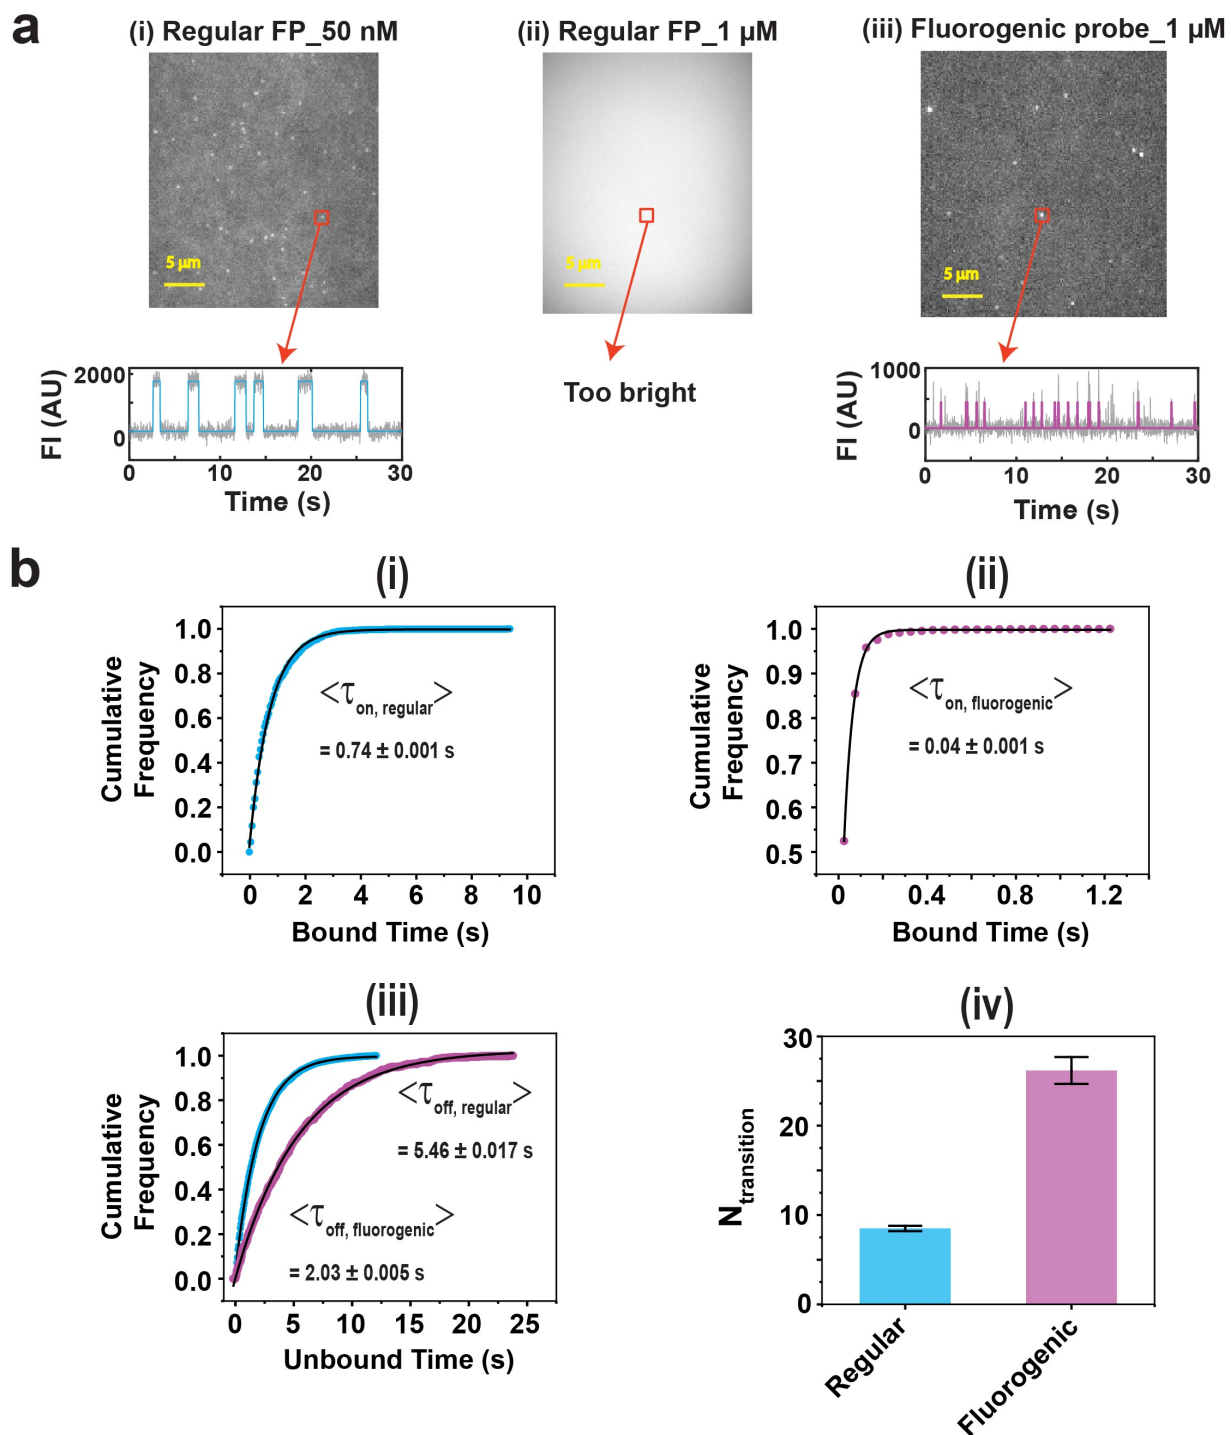 a
(i) Regular FP_50 nM
(ii) Regular FP_1 µM
(iii) Fluorogenic probe_1 µM
5 µm
5 µm
5 µm
2000
0
FI (AU)
0 10 20 30
Time (s)
Too bright
1000
0
FI (AU)
0 10 20 30
Time (s)
b
(i)
1.0
0.8
0.6
0.4
0.2
0.0
Cumulative
Frequency
<τon, regular>
= 0.74 ± 0.001 s
0 2 4 6 8 10
Bound Time (s)
(ii)
1.0
0.9
0.8
0.7
0.6
0.5
Cumulative
Frequency
<τon, fluorogenic>
= 0.04 ± 0.001 s
0 0.4 0.8 1.2
Bound Time (s)
(iii)
1.0
0.8
0.6
0.4
0.2
0.0
Cumulative
Frequency
<τoff, regular>
= 5.46 ± 0.017 s
<τoff, fluorogenic>
= 2.03 ± 0.005 s
0 5 10 15 20 25
Unbound Time (s)
(iv)
30
20
10
0
Ntransition
Regular
Fluorogenic